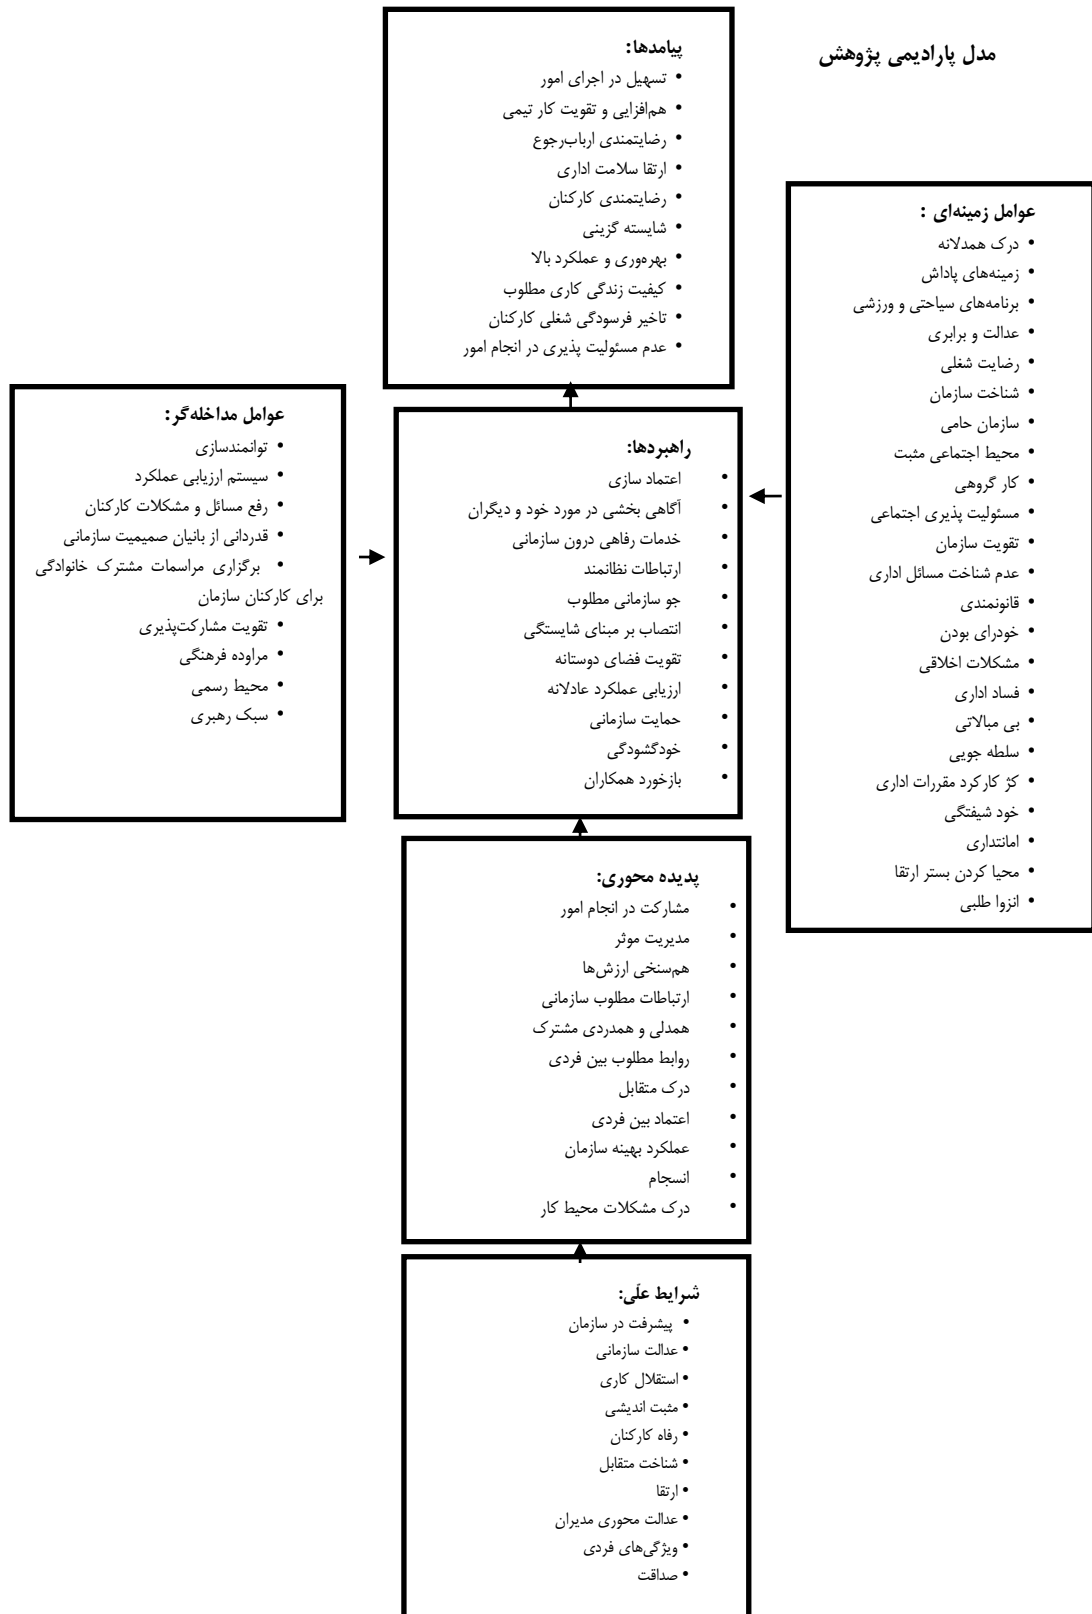 مدل پارادیمی پژوهش
پیامدها:
• تسهیل در اجرای امور
• هم‌افزایی و تقویت کار تیمی
• رضایتمندی ارباب‌رجوع
• ارتقا سلامت اداری
• رضایتمندی کارکنان
• شایسته گزینی
• بهره‌وری و عملکرد بالا
• کیفیت زندگی کاری مطلوب
• تاخیر فرسودگی شغلی کارکنان
• عدم مسئولیت پذیری در انجام امور
عوامل زمینه‌ای :
• درک همدلانه
• زمینه‌های پاداش
• برنامه‌های سیاحتی و ورزشی
• عدالت و برابری
• رضایت شغلی
• شناخت سازمان
• سازمان حامی
• محیط اجتماعی مثبت
• کار گروهی
• مسئولیت پذیری اجتماعی
• تقویت سازمان
• عدم شناخت مسائل اداری
• قانونمندی
• خودرای بودن
• مشکلات اخلاقی
• فساد اداری
• بی مبالاتی
• سلطه جویی
• کژ کارکرد مقررات اداری
• خود شیفتگی
• امانتداری
• محیا کردن بستر ارتقا
• انزوا طلبی
راهبردها:
• اعتماد سازی
• آگاهی بخشی در مورد خود و دیگران
• خدمات رفاهی درون سازمانی
• ارتباطات نظانمند
• جو سازمانی مطلوب
• انتصاب بر مبنای شایستگی
• تقویت فضای دوستانه
• ارزیابی عملکرد عادلانه
• حمایت سازمانی
• خودگشودگی
• بازخورد همکاران
عوامل مداخله‌گر:
• توانمندسازی
• سیستم ارزیابی عملکرد
• رفع مسائل و مشکلات کارکنان
• قدردانی از بانیان صمیمیت سازمانی
• برگزاری مراسمات مشترک خانوادگی
برای کارکنان سازمان
• تقویت مشارکت‌پذیری
• مراوده فرهنگی
• محیط رسمی
• سبک رهبری
پدیده محوری:
• مشارکت در انجام امور
• مدیریت موثر
• هم‌سنخی ارزش‌ها
• ارتباطات مطلوب سازمانی
• همدلی و همدردی مشترک
• روابط مطلوب بین فردی
• درک متقابل
• اعتماد بین فردی
• عملکرد بهینه سازمان
• انسجام
• درک مشکلات محیط کار
شرایط علّی:
• پیشرفت در سازمان
• عدالت سازمانی
• استقلال کاری
• مثبت اندیشی
• رفاه کارکنان
• شناخت متقابل
• ارتقا
• عدالت محوری مدیران
• ویژگی‌های فردی
• صداقت